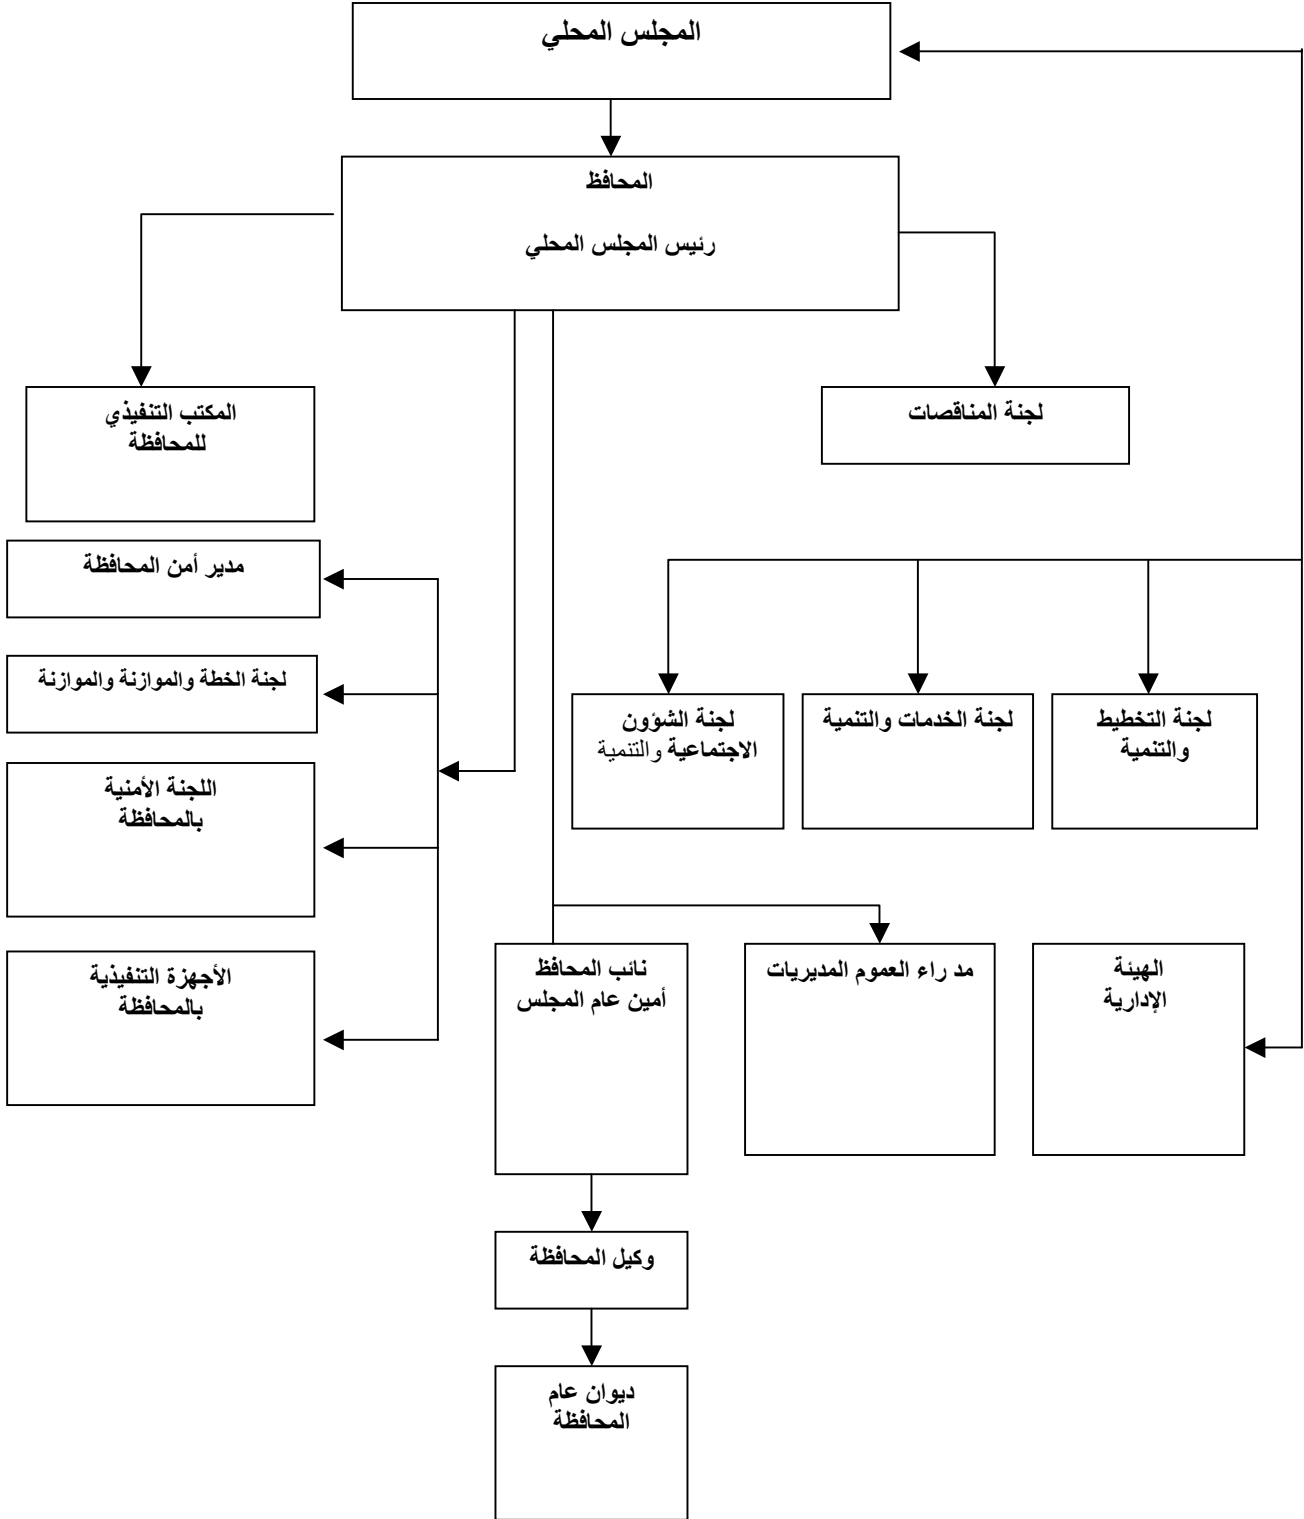 المجلس المحلي
المحافظ
رئيس المجلس المحلي
لجنة المناقصات
المكتب التنفيذي
للمحافظة
مدير أمن المحافظة
لجنة الخطة والموازنة والموازنة
اللجنة الأمنية
بالمحافظة
الأجهزة التنفيذية
بالمحافظة
لجنة التخطيط
والتنمية
لجنة الخدمات والتنمية
لجنة الشؤون
الاجتماعية والتنمية
الهيئة
الإدارية
مد راء العموم المديريات
نائب المحافظ
أمين عام المجلس
وكيل المحافظة
ديوان عام
المحافظة